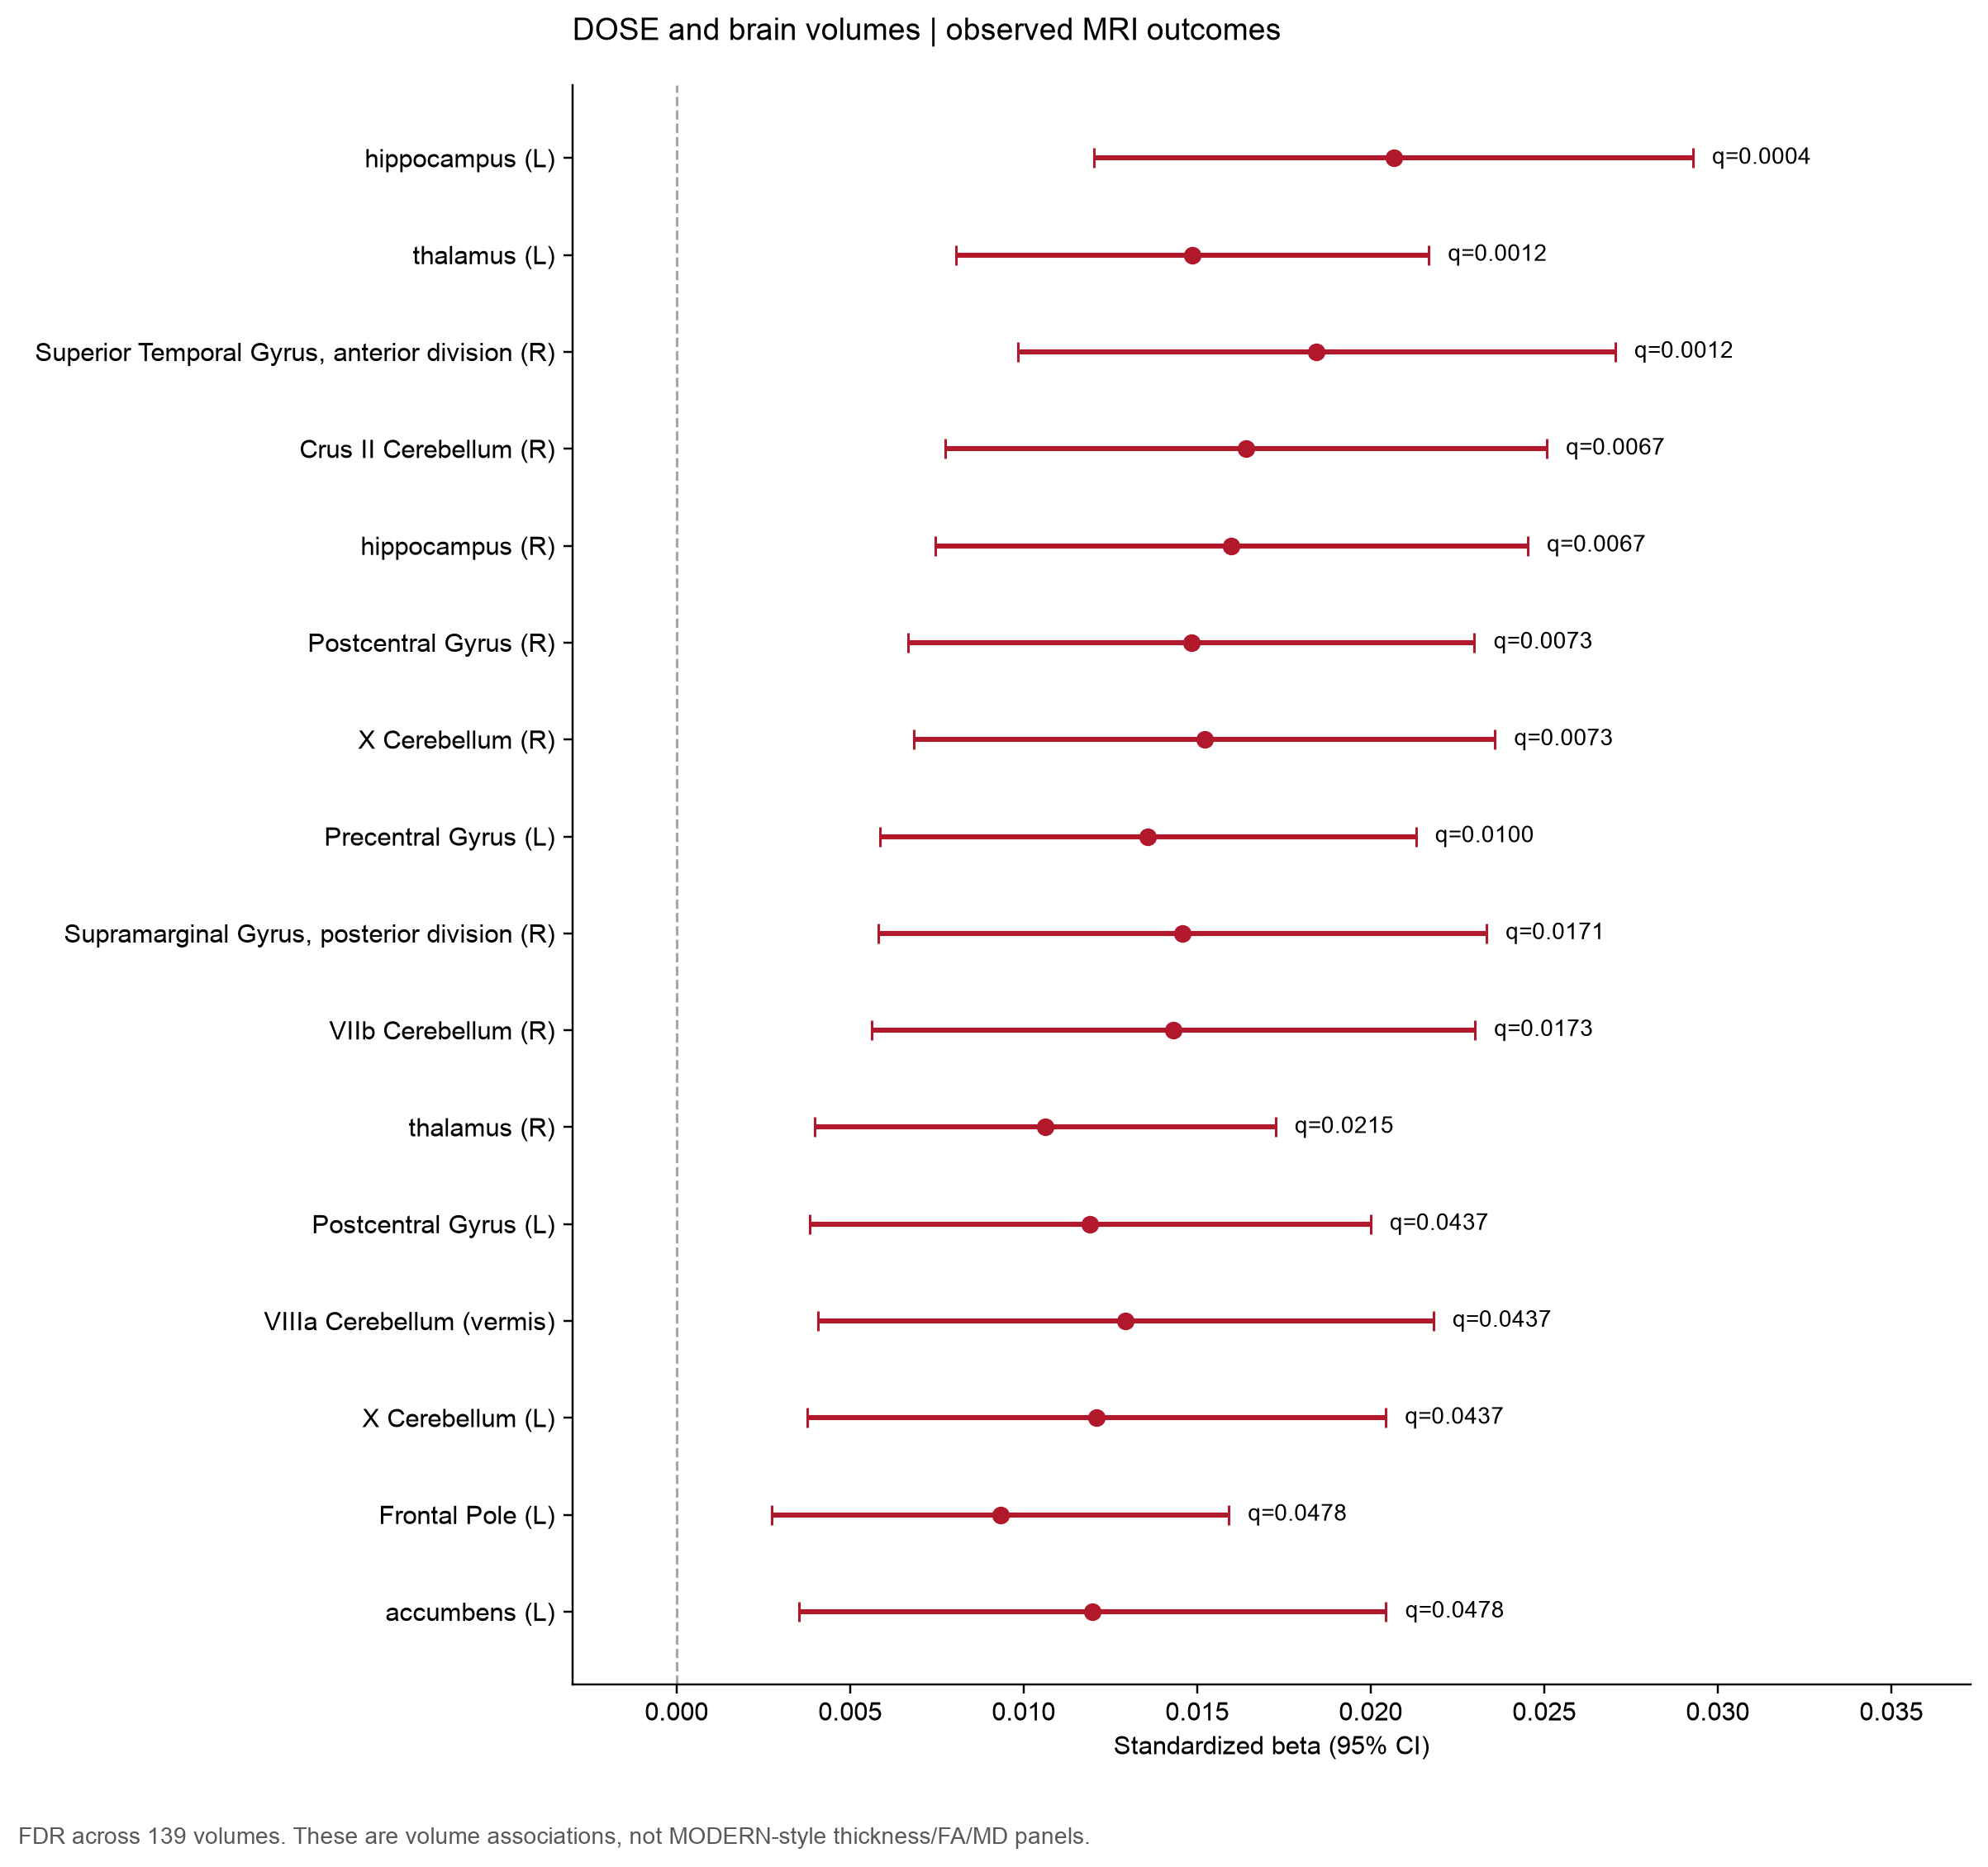 DOSE and brain volumes | observed MRI outcomes
hippocampus (L) q=0.0004
thalamus (L) q=0.0012
Superior Temporal Gyrus, anterior division (R) q=0.0012
Crus II Cerebellum (R) q=0.0067
hippocampus (R) q=0.0067
Postcentral Gyrus (R) q=0.0073
X Cerebellum (R) q=0.0073
Precentral Gyrus (L) q=0.0100
Supramarginal Gyrus, posterior division (R) q=0.0171
VIIb Cerebellum (R) q=0.0173
thalamus (R) q=0.0215
Postcentral Gyrus (L) q=0.0437
VIIIa Cerebellum (vermis) q=0.0437
X Cerebellum (L) q=0.0437
Frontal Pole (L) q=0.0478
accumbens (L) q=0.0478
0.000 0.005 0.010 0.015 0.020 0.025 0.030 0.035
Standardized beta (95% CI)
FDR across 139 volumes. These are volume associations, not MODERN-style thickness/FA/MD panels.